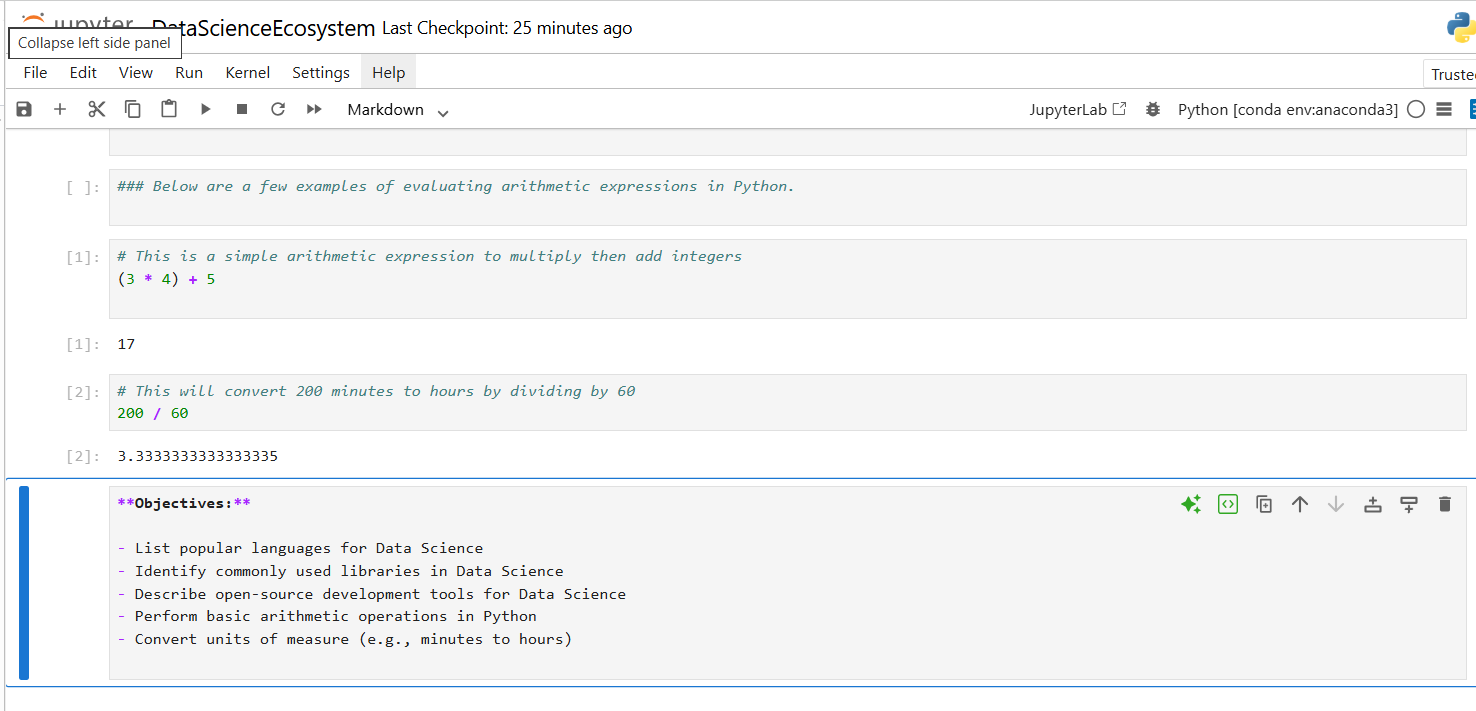 jupyter
DataScienceEcosystem Last Checkpoint: 25 minutes ago
Collapse left side panel
File Edit View Run Kernel Settings Help
Markdown
JupyterLab Python [conda env:anaconda3]
[ ]: ### Below are a few examples of evaluating arithmetic expressions in Python.
[1]: # This is a simple arithmetic expression to multiply then add integers
(3 * 4) + 5
[1]: 17
[2]: # This will convert 200 minutes to hours by dividing by 60
200 / 60
[2]: 3.3333333333333335
**Objectives:**
- List popular languages for Data Science
- Identify commonly used libraries in Data Science
- Describe open-source development tools for Data Science
- Perform basic arithmetic operations in Python
- Convert units of measure (e.g., minutes to hours)